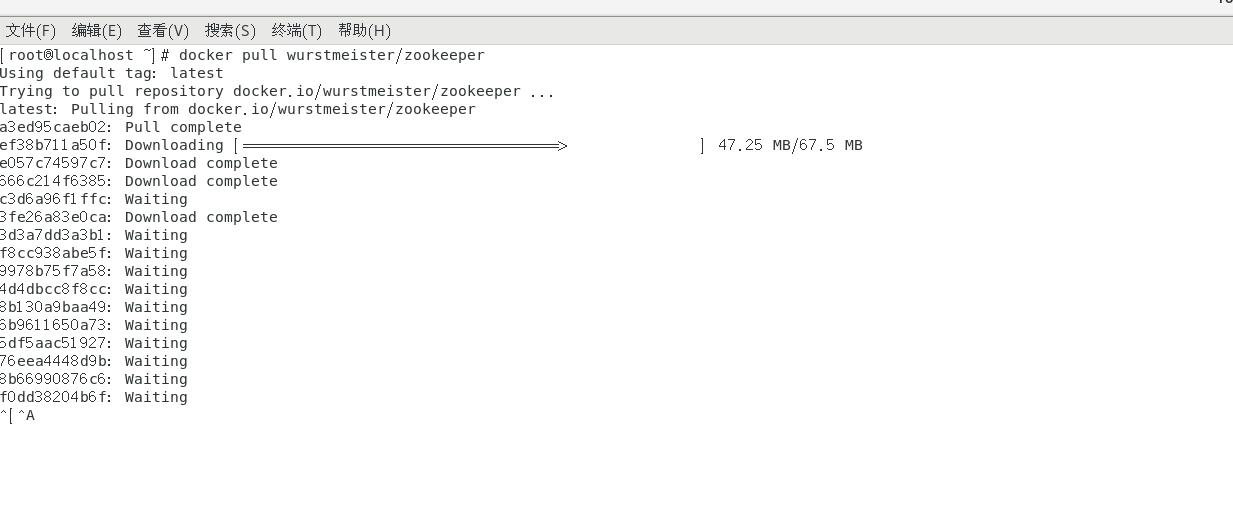 文件(F) 编辑(E) 查看(V) 搜索(S) 终端(T) 帮助(H)
[root@localhost ~]# docker pull wurstmeister/zookeeper
Using default tag: latest
Trying to pull repository docker.io/wurstmeister/zookeeper ...
latest: Pulling from docker.io/wurstmeister/zookeeper
a3ed95caeb02: Pull complete
ef38b711a50f: Downloading [==================================>               ] 47.25 MB/67.5 MB
e057c74597c7: Download complete
666c214f6385: Download complete
c3d6a96f1ffc: Waiting
3fe26a83e0ca: Download complete
3d3a7dd3a3b1: Waiting
f8cc938abe5f: Waiting
9978b75f7a58: Waiting
4d4dbcc8f8cc: Waiting
8b130a9baa49: Waiting
6b9611650a73: Waiting
5df5aac51927: Waiting
76eea4448d9b: Waiting
8b66990876c6: Waiting
f0dd38204b6f: Waiting
^[^A